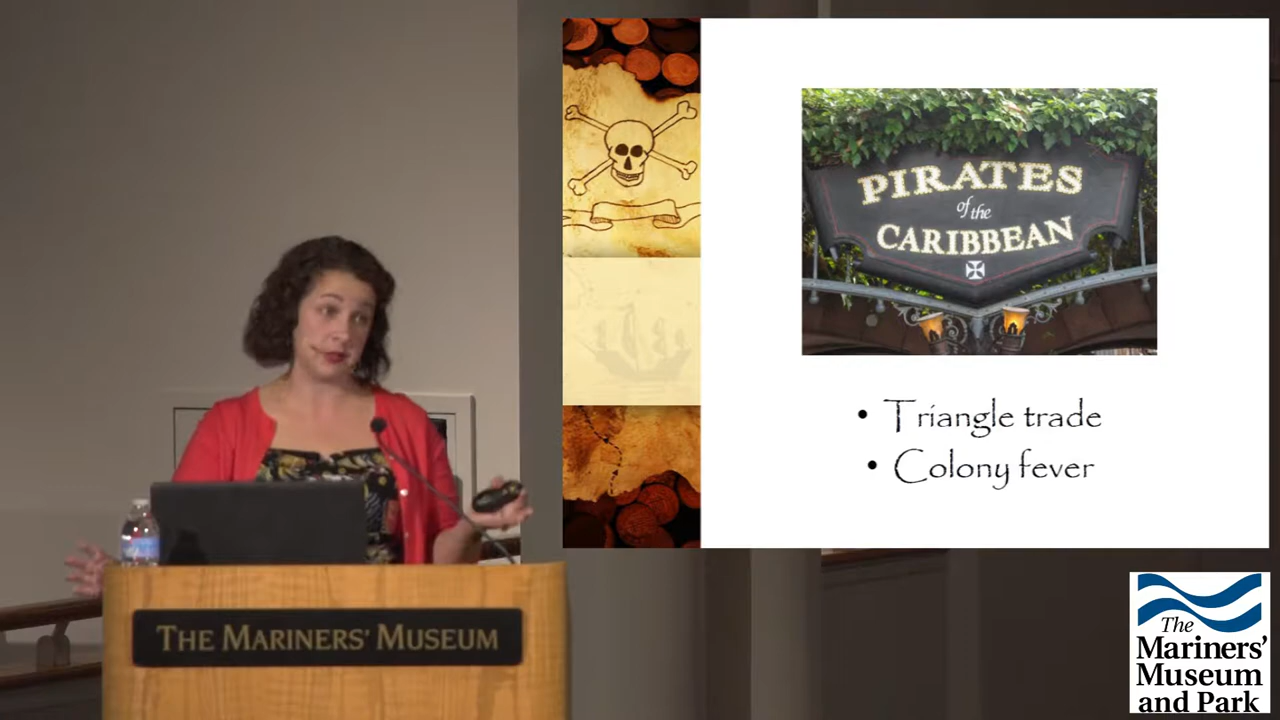 PIRATES
of the
CARIBBEAN
• Triangle trade
• Colony fever
THE MARINERS' MUSEUM
The
Mariners'
Museum
and Park